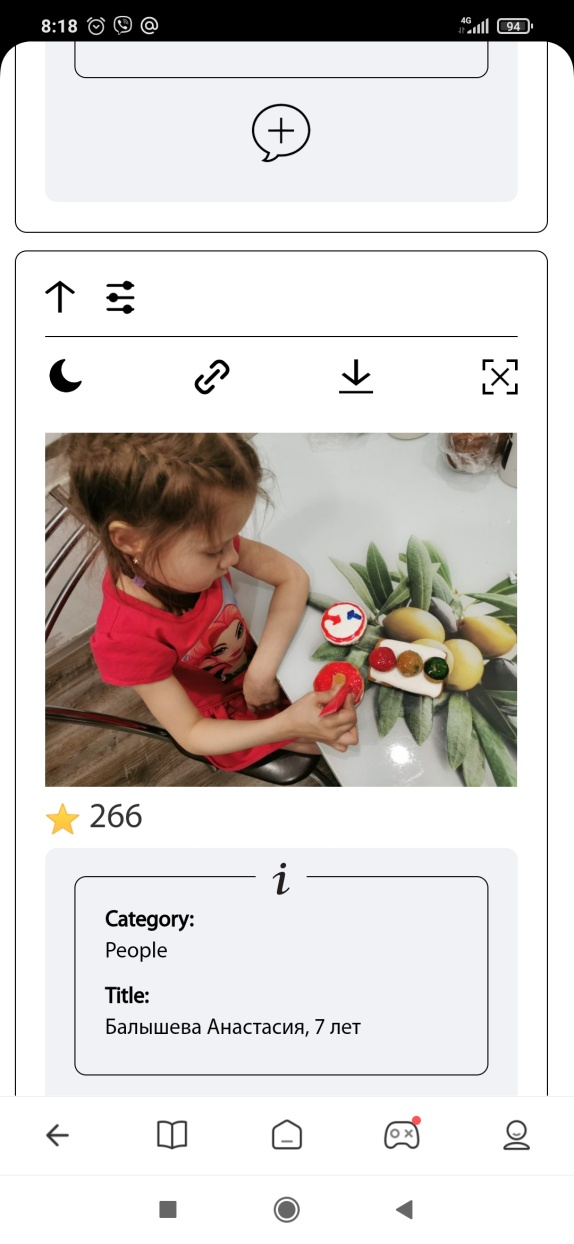 8:18
4G
94
266
i
Category:
People
Title:
Балышева Анастасия, 7 лет